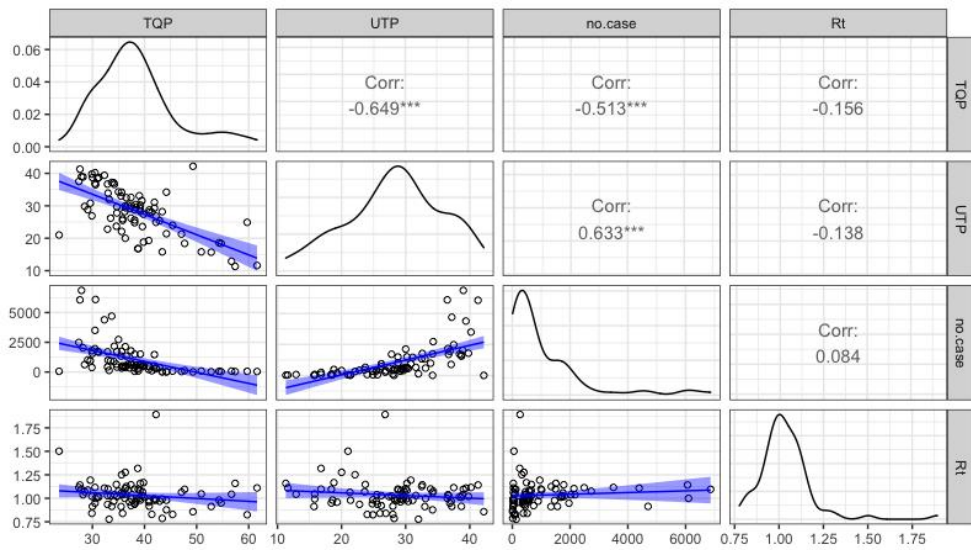 TQP UTP no.case Rt
0.06
0.04
0.02
0.00
Corr:
-0.649***
Corr:
-0.513***
Corr:
-0.156
TQP
40
30
20
10
Corr:
0.633***
Corr:
-0.138
UTP
5000
2500
0
Corr:
0.084
no.case
1.75
1.50
1.25
1.00
0.75
Rt
30 40 50 60 10 20 30 40 0 2000 4000 6000 0.75 1.00 1.25 1.50 1.75